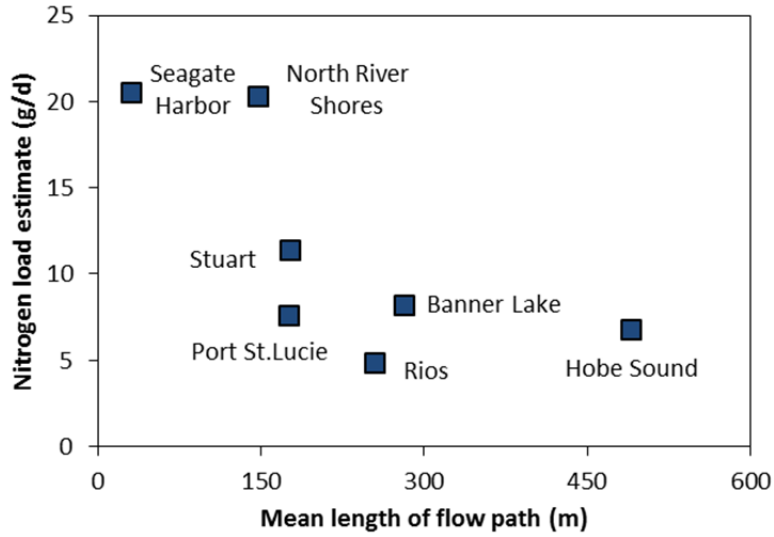 25
20
15
10
5
0
Nitrogen load estimate (g/d)
Seagate
Harbor
North River
Shores
Stuart
Port St.Lucie
Banner Lake
Rios
Hobe Sound
0 150 300 450 600
Mean length of flow path (m)